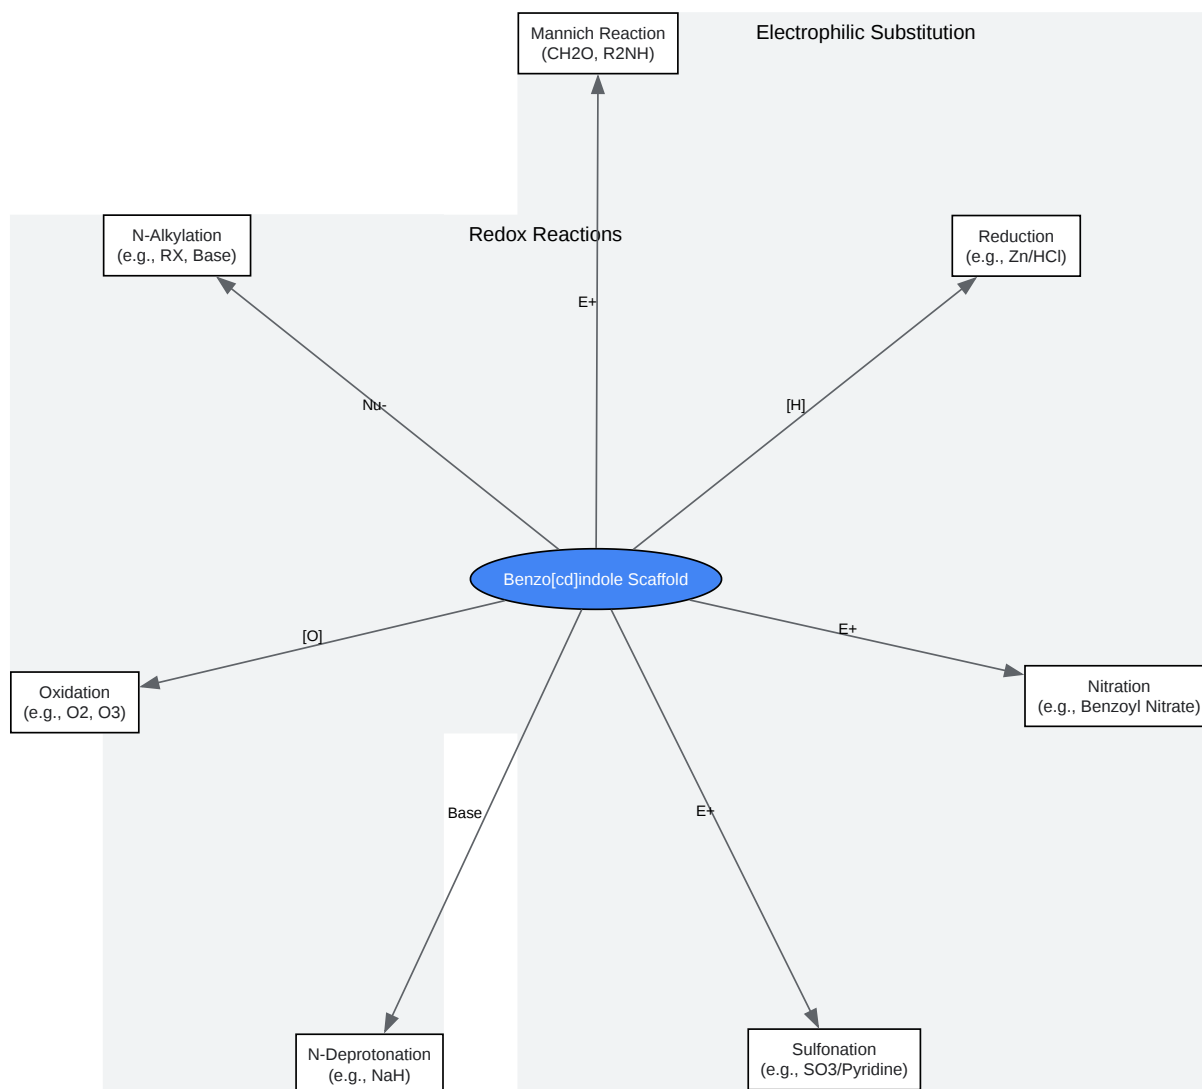 Mannich Reaction
(CH2O, R2NH)
Electrophilic Substitution
N-Alkylation
(e.g., RX, Base)
Redox Reactions
Reduction
(e.g., Zn/HCl)
E+
Nu-
[H]
Benzo[cd]indole Scaffold
[O]
E+
Oxidation
(e.g., O2, O3)
Nitration
(e.g., Benzoyl Nitrate)
Base
E+
N-Deprotonation
(e.g., NaH)
Sulfonation
(e.g., SO3/Pyridine)